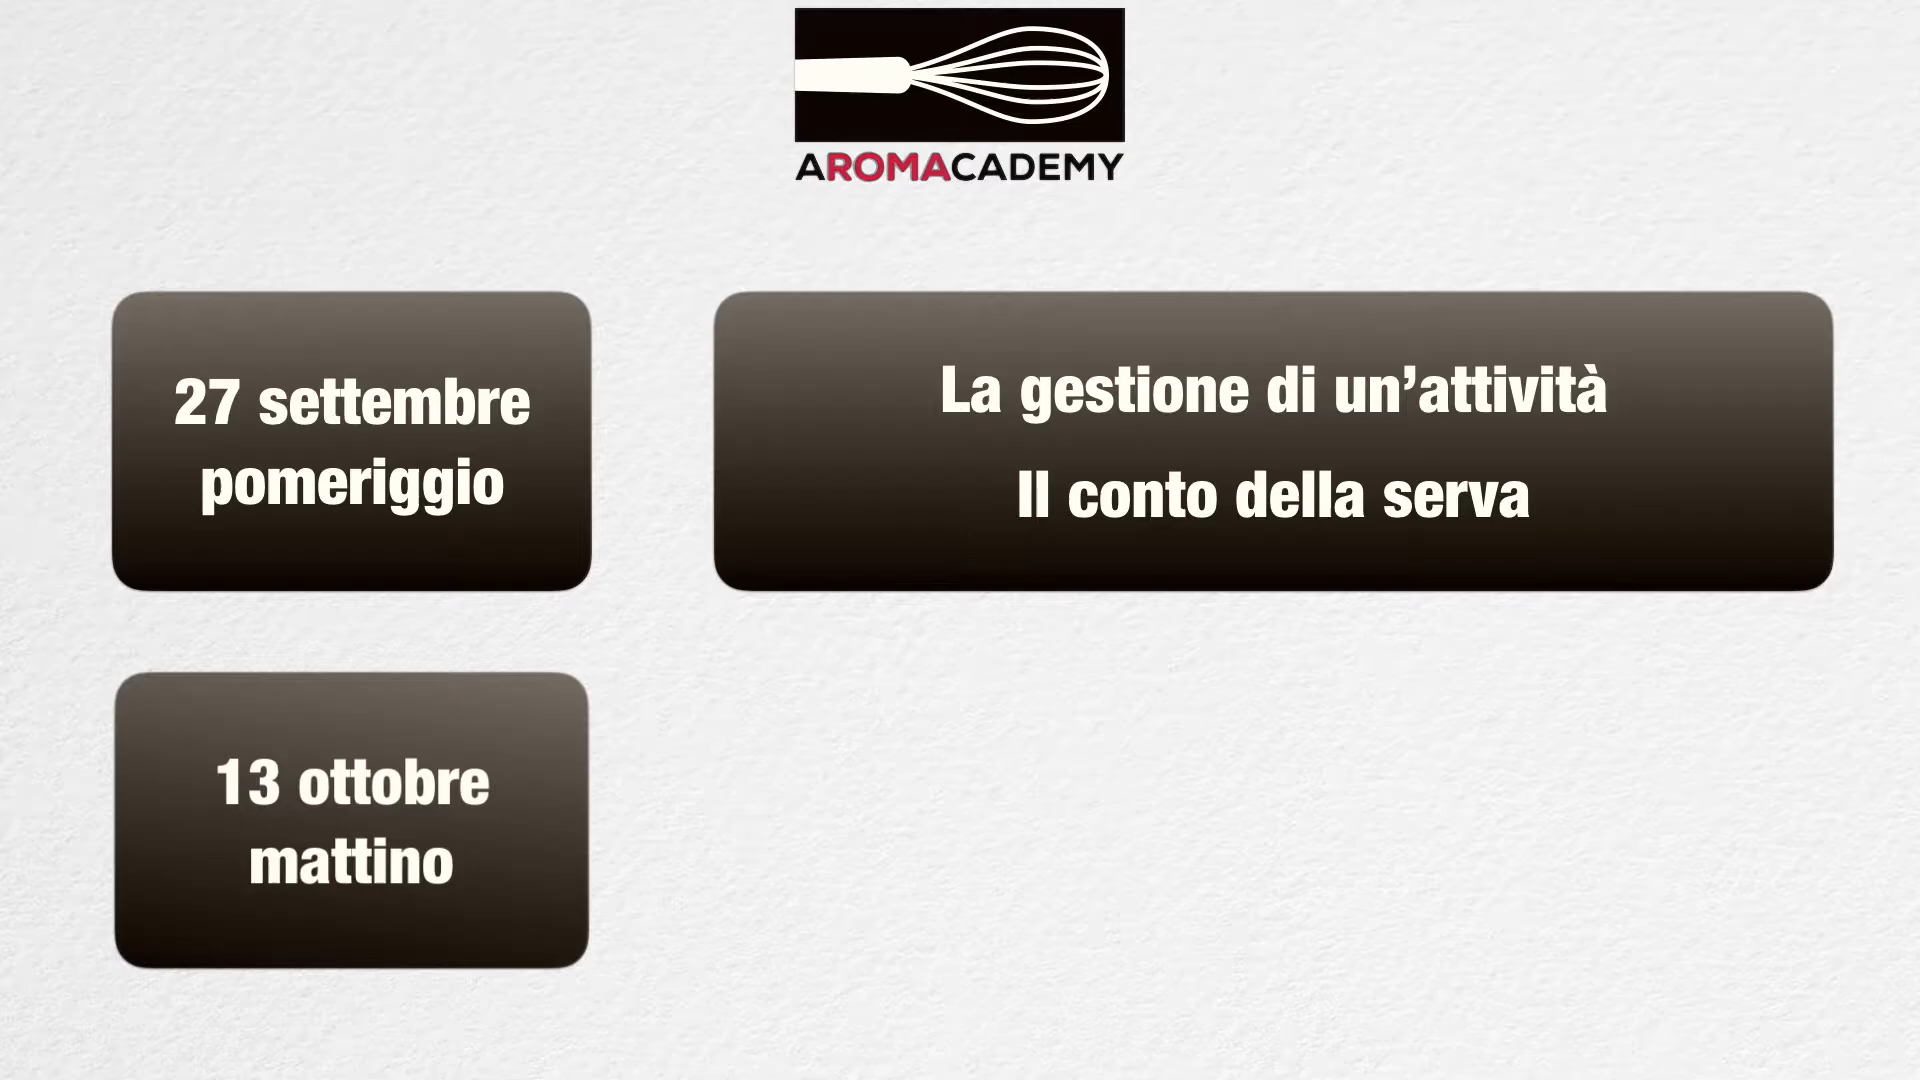 AROMACADEMY
27 settembre
pomeriggio
La gestione di un’attività
Il conto della serva
13 ottobre
mattino